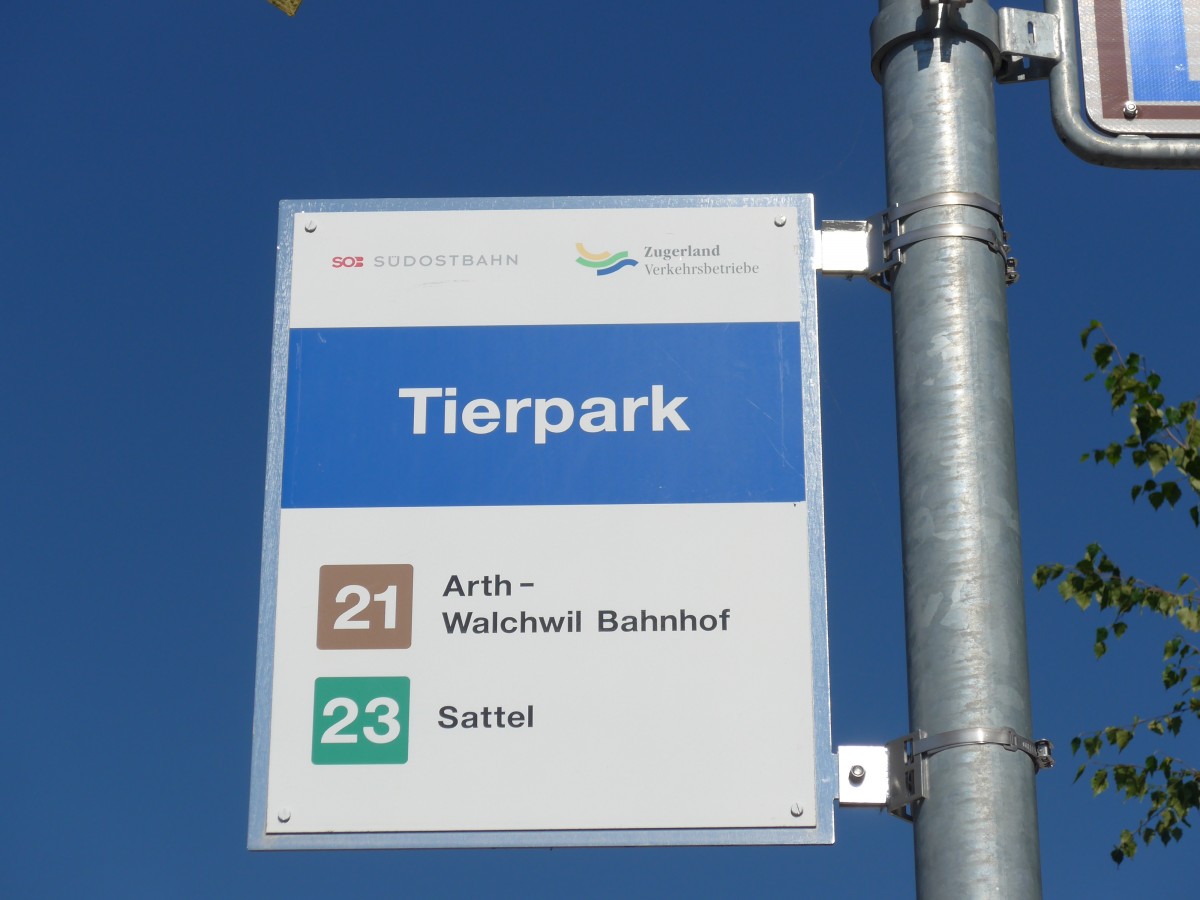 SOB SÜDOSTBAHN
Zugerland
Verkehrsbetriebe
Tierpark
21 Arth –
Walchwil Bahnhof
23 Sattel